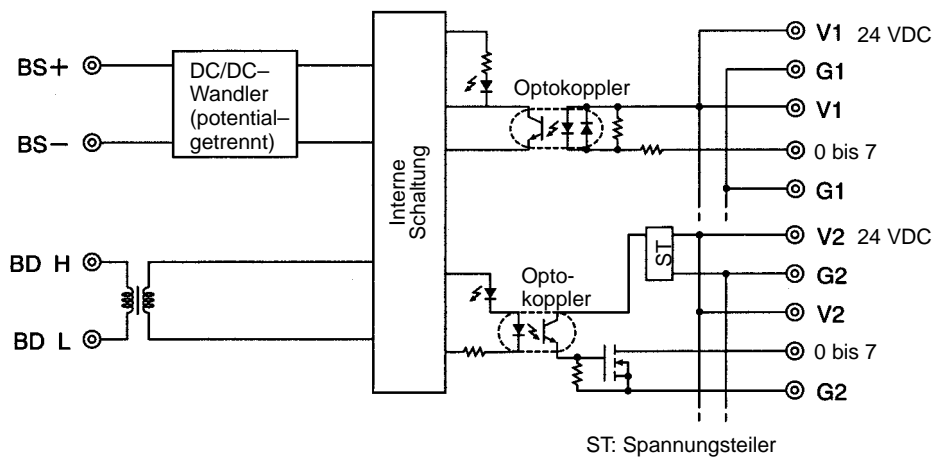 BS+
BS–
DC/DC–
Wandler
(potential–
getrennt)
BD H
BD L
Interne
Schaltung
Optokoppler
V1 24 VDC
G1
V1
0 bis 7
G1
Opto-
koppler
ST
V2 24 VDC
G2
V2
0 bis 7
G2
ST: Spannungsteiler